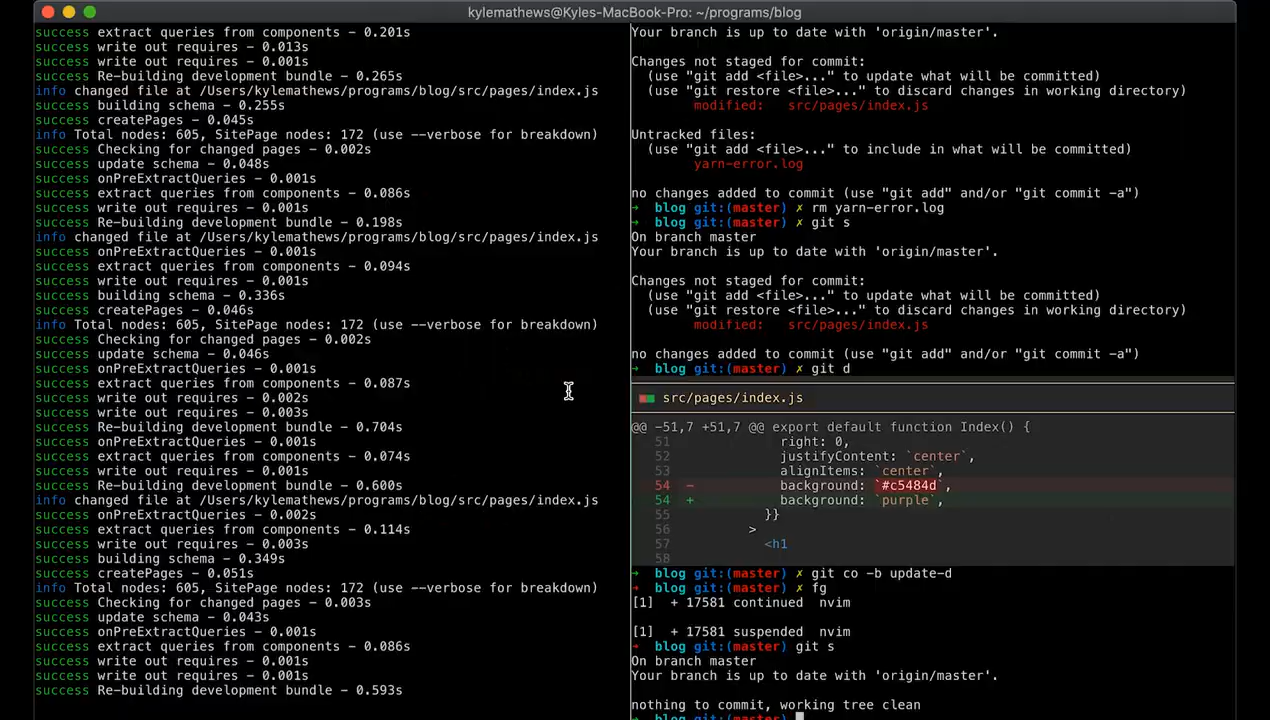 kylemathews@Kyles-MacBook-Pro: ~/programs/blog
success extract queries from components - 0.201s
success write out requires - 0.013s
success write out requires - 0.001s
success Re-building development bundle - 0.265s
info changed file at /Users/kylemathews/programs/blog/src/pages/index.js
success building schema - 0.255s
success createPages - 0.045s
info Total nodes: 605, SitePage nodes: 172 (use --verbose for breakdown)
success Checking for changed pages - 0.002s
success update schema - 0.048s
success onPreExtractQueries - 0.001s
success extract queries from components - 0.086s
success write out requires - 0.001s
success Re-building development bundle - 0.198s
info changed file at /Users/kylemathews/programs/blog/src/pages/index.js
success onPreExtractQueries - 0.001s
success extract queries from components - 0.094s
success write out requires - 0.001s
success building schema - 0.336s
success createPages - 0.046s
info Total nodes: 605, SitePage nodes: 172 (use --verbose for breakdown)
success Checking for changed pages - 0.002s
success update schema - 0.046s
success onPreExtractQueries - 0.001s
success extract queries from components - 0.087s
success write out requires - 0.002s
success write out requires - 0.003s
success Re-building development bundle - 0.704s
success onPreExtractQueries - 0.001s
success extract queries from components - 0.074s
success write out requires - 0.001s
success Re-building development bundle - 0.600s
info changed file at /Users/kylemathews/programs/blog/src/pages/index.js
success onPreExtractQueries - 0.002s
success extract queries from components - 0.114s
success write out requires - 0.003s
success building schema - 0.349s
success createPages - 0.051s
info Total nodes: 605, SitePage nodes: 172 (use --verbose for breakdown)
success Checking for changed pages - 0.003s
success update schema - 0.043s
success onPreExtractQueries - 0.001s
success extract queries from components - 0.086s
success write out requires - 0.001s
success write out requires - 0.001s
success Re-building development bundle - 0.593s
Your branch is up to date with 'origin/master'.
Changes not staged for commit:
(use "git add <file>..." to update what will be committed)
(use "git restore <file>..." to discard changes in working directory)
modified: src/pages/index.js
Untracked files:
(use "git add <file>..." to include in what will be committed)
yarn-error.log
no changes added to commit (use "git add" and/or "git commit -a")
→ blog git:(master) ✗ rm yarn-error.log
→ blog git:(master) ✗ git s
On branch master
Your branch is up to date with 'origin/master'.
Changes not staged for commit:
(use "git add <file>..." to update what will be committed)
(use "git restore <file>..." to discard changes in working directory)
modified: src/pages/index.js
no changes added to commit (use "git add" and/or "git commit -a")
→ blog git:(master) ✗ git d
src/pages/index.js
@@ -51,7 +51,7 @@ export default function Index() {
51 right: 0,
52 justifyContent: `center`,
53 alignItems: `center`,
54 - background: `#c5484d`,
54 + background: `purple`,
55 }}
56 >
57 <h1
58
→ blog git:(master) ✗ git co -b update-d
→ blog git:(master) ✗ fg
[1] + 17581 continued nvim
[1] + 17581 suspended nvim
→ blog git:(master) git s
On branch master
Your branch is up to date with 'origin/master'.
nothing to commit, working tree clean
→ blog git:(master)